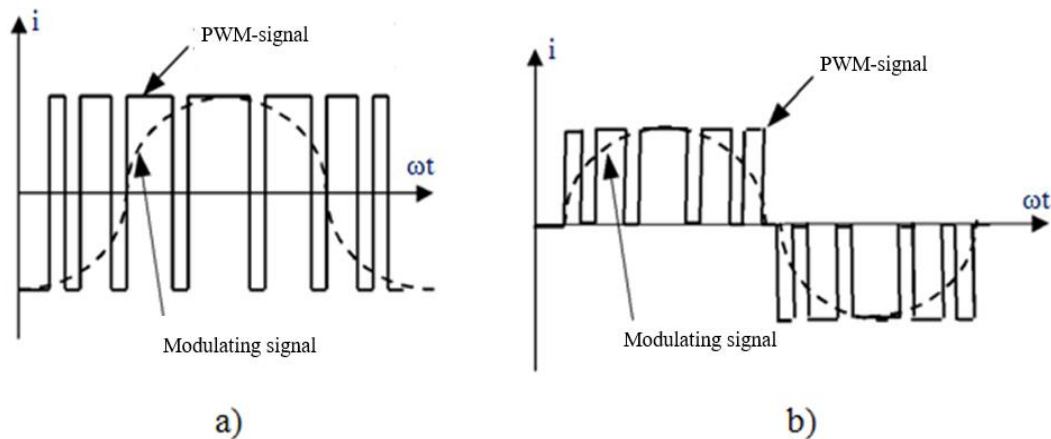 i
PWM-signal
ωt
Modulating signal
a)
i
PWM-signal
ωt
Modulating signal
b)